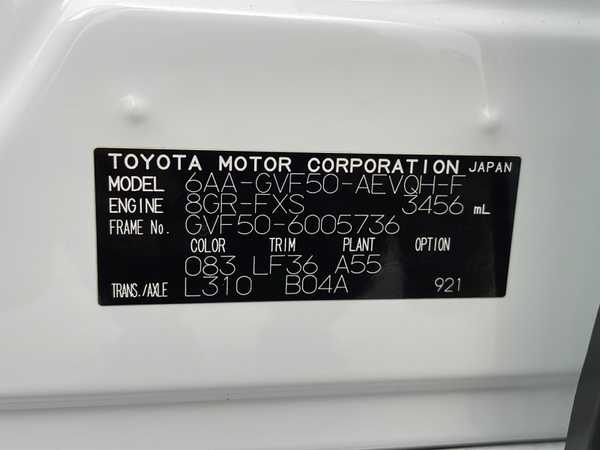 TOYOTA MOTOR CORPORATION JAPAN
MODEL 6AA-GVF50-AEVQH-F
ENGINE 8GR-FXS 3456 mL
FRAME No. GVF50-6005736
COLOR TRIM PLANT OPTION
083 LF36 A55
TRANS./AXLE L310 B04A 921